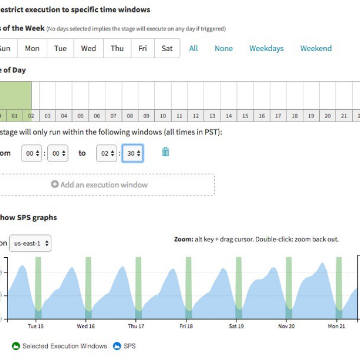 estrict execution to specific time windows
s of the Week (No days selected implies the stage will execute on any day if triggered)
Sun Mon Tue Wed Thu Fri Sat All None Weekdays Weekend
e of Day
01 02 03 04 05 06 07 08 09 10 11 12 13 14 15 16 17 18 19 20 21
stage will only run within the following windows (all times in PST):
om 00 : 00 to 02 : 30
Add an execution window
how SPS graphs
on us-east-1 Zoom: alt key + drag cursor. Double-click: zoom back out.
Tue 15 Wed 16 Thu 17 Fri 18 Sat 19 Nov 20 Mon 21
Selected Execution Windows SPS